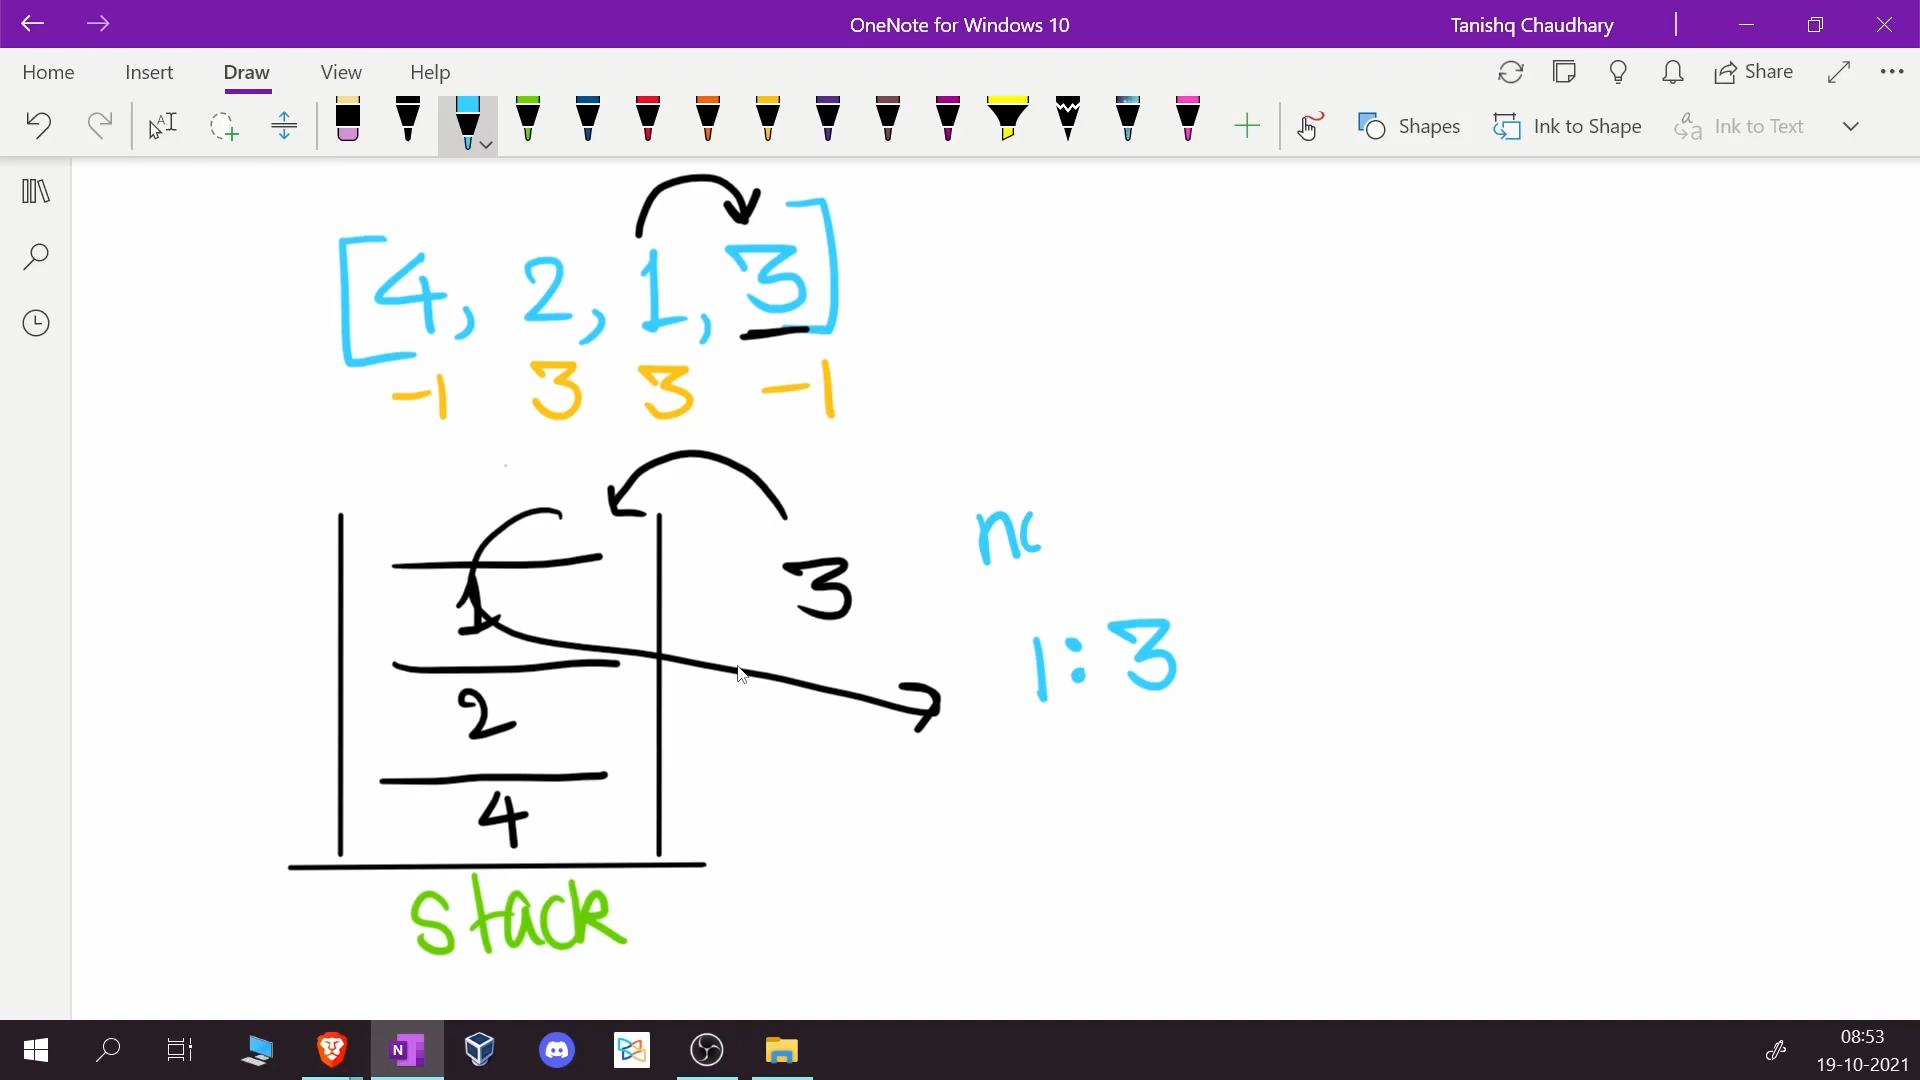 OneNote for Windows 10
Tanishq Chaudhary
Home Insert Draw View Help
Share
Shapes Ink to Shape Ink to Text
[4, 2, 1, 3]
-1 3 3 -1
1
3
2
4
stack
1:3
08:53
19-10-2021